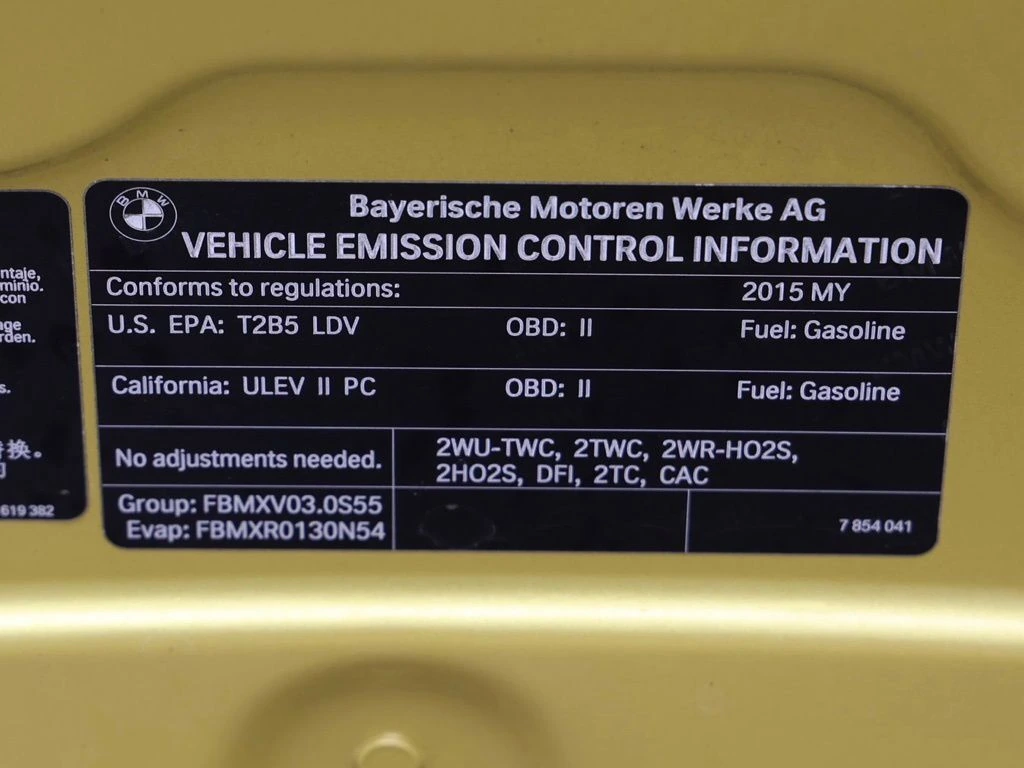 BMW
Bayerische Motoren Werke AG
VEHICLE EMISSION CONTROL INFORMATION
Conforms to regulations: 2015 MY
U.S. EPA: T2B5 LDV OBD: II Fuel: Gasoline
California: ULEV II PC OBD: II Fuel: Gasoline
No adjustments needed.
2WU-TWC, 2TWC, 2WR-HO2S,
2HO2S, DFI, 2TC, CAC
Group: FBMXV03.0S55
Evap: FBMXR0130N54
7 854 041
ntaje,
minio.
con
age
rden.
s.
替换。
619 382